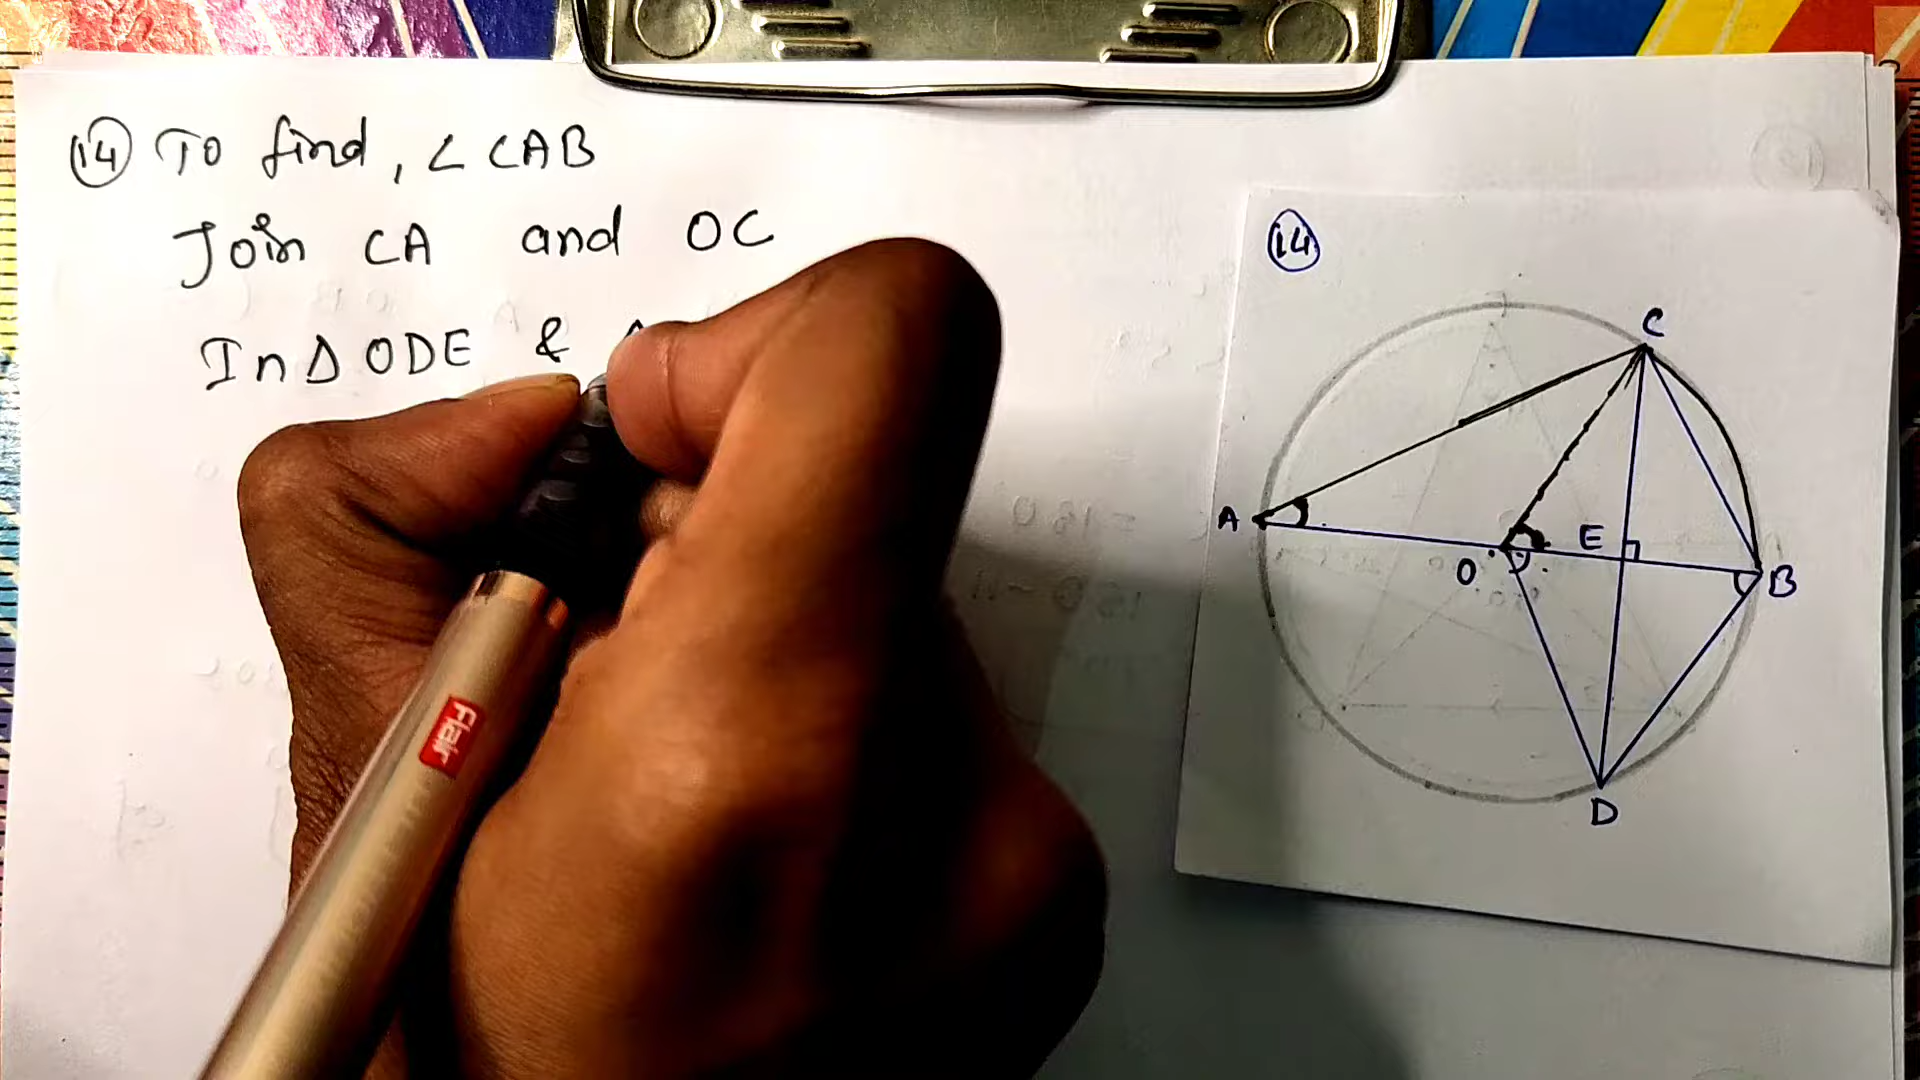 14 To find, ∠CAB
Join CA and OC
In Δ ODE &
Flair
14
C
A
E
O
B
D